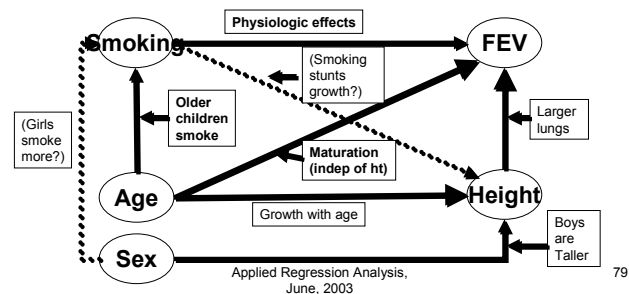 Physiologic effects
Smoking
FEV
(Smoking
stunts
growth?)
(Girls
smoke
more?)
Older
children
smoke
Larger
lungs
Maturation
(indep of ht)
Age
Height
Growth with age
Boys
are
Taller
Sex
Applied Regression Analysis,
June, 2003
79